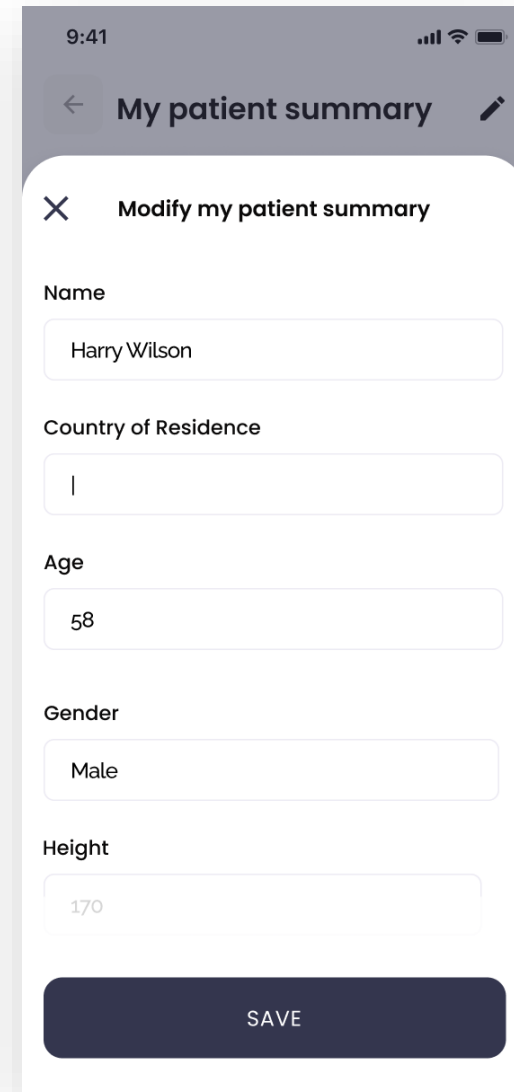 9:41
My patient summary
Modify my patient summary
Name
Harry Wilson
Country of Residence
Age
58
Gender
Male
Height
170
SAVE